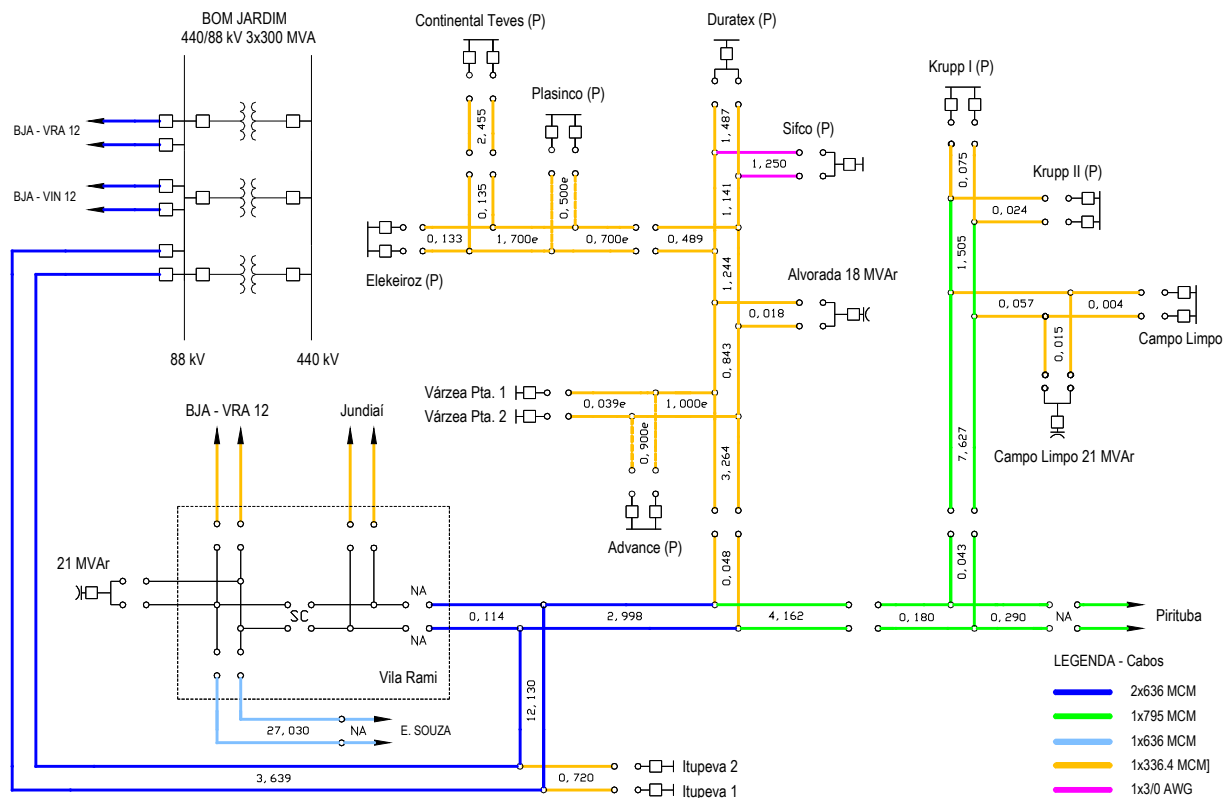 BOM JARDIM
440/88 kV 3x300 MVA
BJA - VRA 12
BJA - VIN 12
88 kV
440 kV
Continental Teves (P)
2,455
Plasinco (P)
0,135
0,500e
0,133
1,700e
0,700e
0,489
Elekeiroz (P)
Duratex (P)
1,487
Sifco (P)
1,250
1,141
1,244
Alvorada 18 MVAr
0,018
0,843
Várzea Pta. 1
Várzea Pta. 2
0,039e
1,000e
0,900e
3,264
Advance (P)
0,048
Krupp I (P)
0,075
Krupp II (P)
0,024
1,505
0,057
0,004
0,015
Campo Limpo
7,627
Campo Limpo 21 MVAr
0,043
BJA - VRA 12
Jundiaí
21 MVAr
SC
NA
NA
0,114
2,998
4,162
0,180
0,290
NA
Pirituba
Vila Rami
12,130
27,030
NA
E. SOUZA
3,639
0,720
Itupeva 2
Itupeva 1
LEGENDA - Cabos
2x636 MCM
1x795 MCM
1x636 MCM
1x336.4 MCM]
1x3/0 AWG